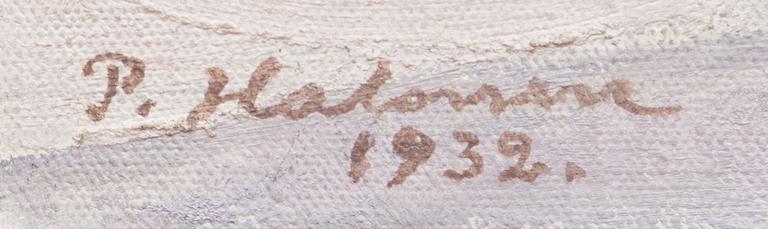 P. Halonen
1932.